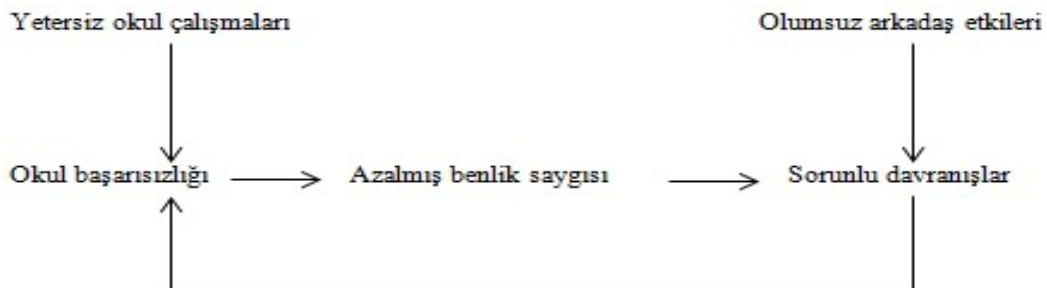 Yetersiz okul çalışmaları
Olumsuz arkadaş etkileri
Okul başarısızlığı
Azalmış benlik saygısı
Sorunlu davranışlar